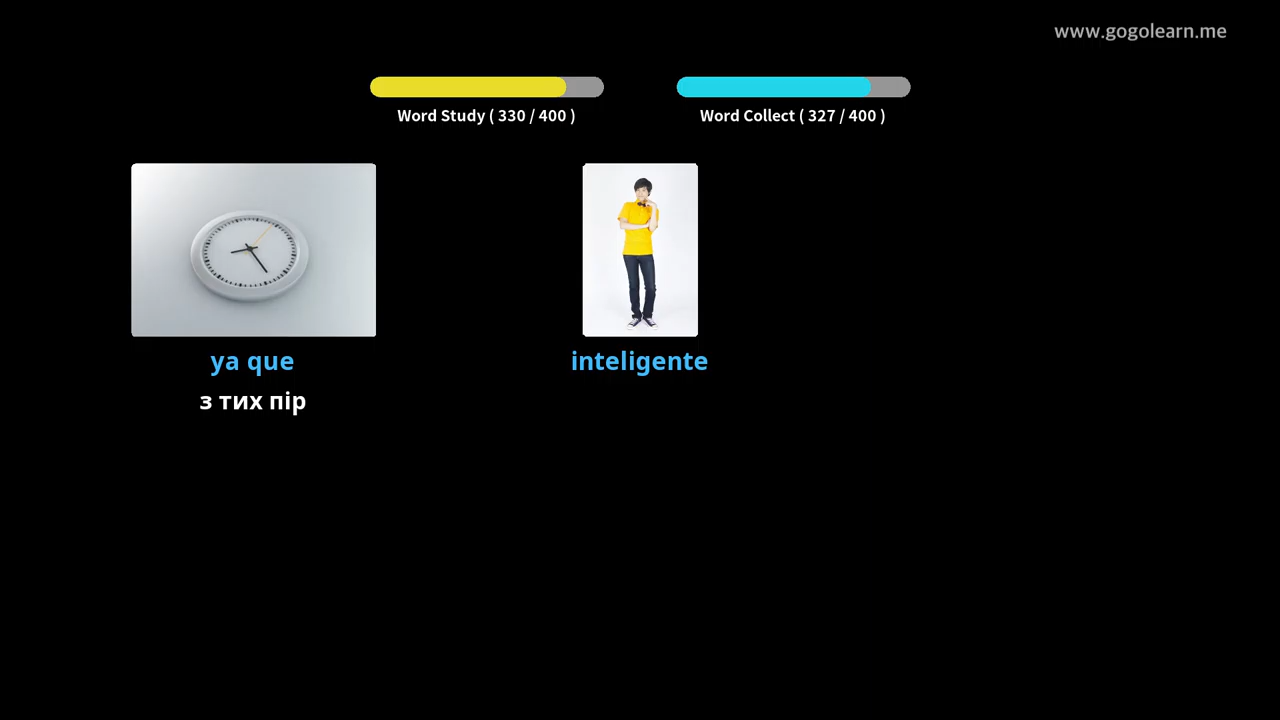 www.gogolearn.me
Word Study ( 330 / 400 )
Word Collect ( 327 / 400 )
ya que
inteligente
з тих пір